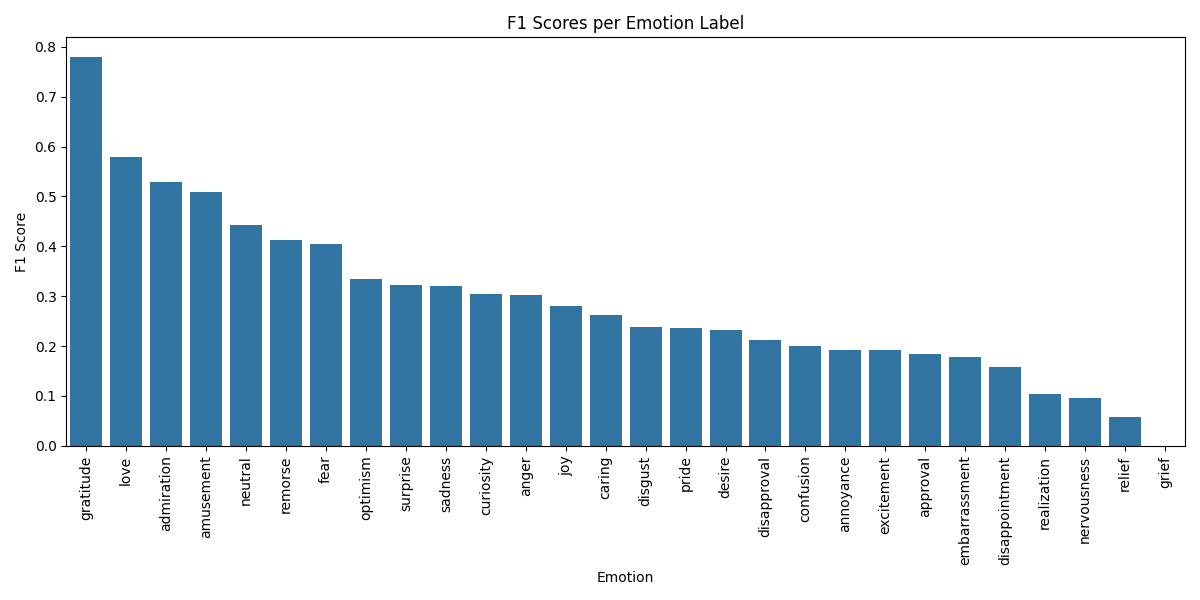 F1 Scores per Emotion Label
F1 Score
0.8
0.7
0.6
0.5
0.4
0.3
0.2
0.1
0.0
gratitude
love
admiration
amusement
neutral
remorse
fear
optimism
surprise
sadness
curiosity
anger
joy
caring
disgust
pride
desire
disapproval
confusion
annoyance
excitement
approval
embarrassment
disappointment
realization
nervousness
relief
grief
Emotion